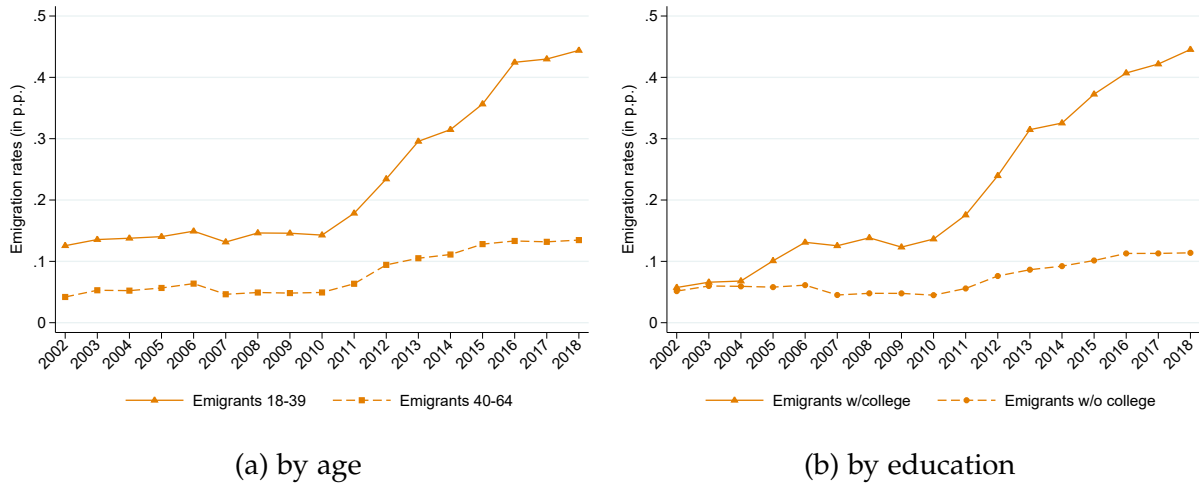 .5
.4
.3
.2
.1
0
Emigration rates (in p.p.)
2002 2003 2004 2005 2006 2007 2008 2009 2010 2011 2012 2013 2014 2015 2016 2017 2018
Emigrants 18-39 Emigrants 40-64
(a) by age
.5
.4
.3
.2
.1
0
Emigration rates (in p.p.)
2002 2003 2004 2005 2006 2007 2008 2009 2010 2011 2012 2013 2014 2015 2016 2017 2018
Emigrants w/college Emigrants w/o college
(b) by education